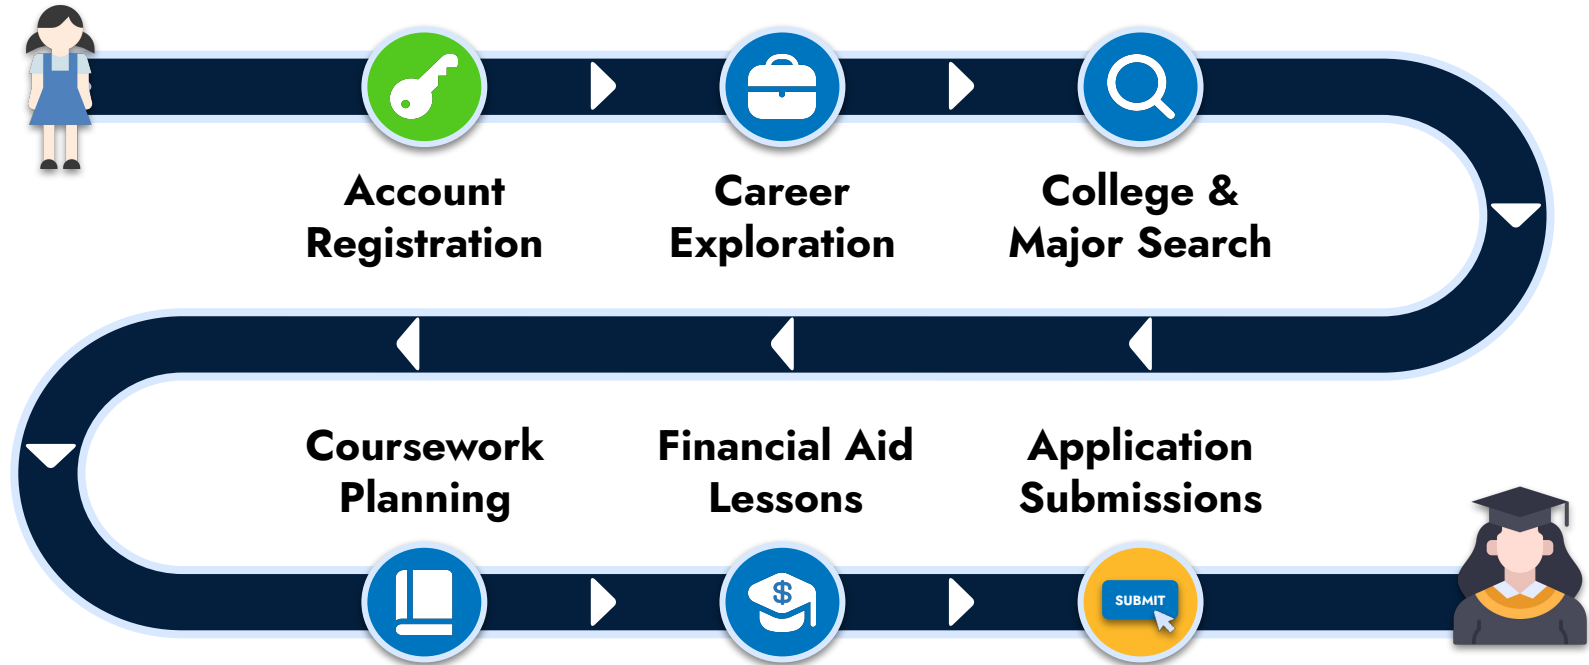 Account
Registration
Career
Exploration
College &
Major Search
Coursework
Planning
Financial Aid
Lessons
Application
Submissions
$
SUBMIT